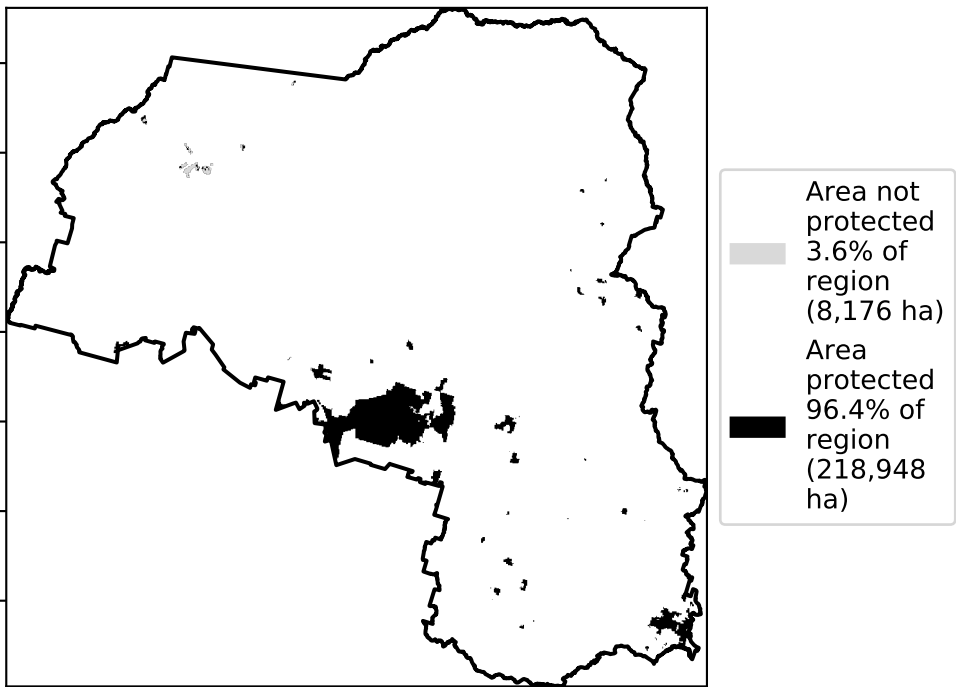 Area not
protected
3.6% of
region
(8,176 ha)
Area
protected
96.4% of
region
(218,948
ha)